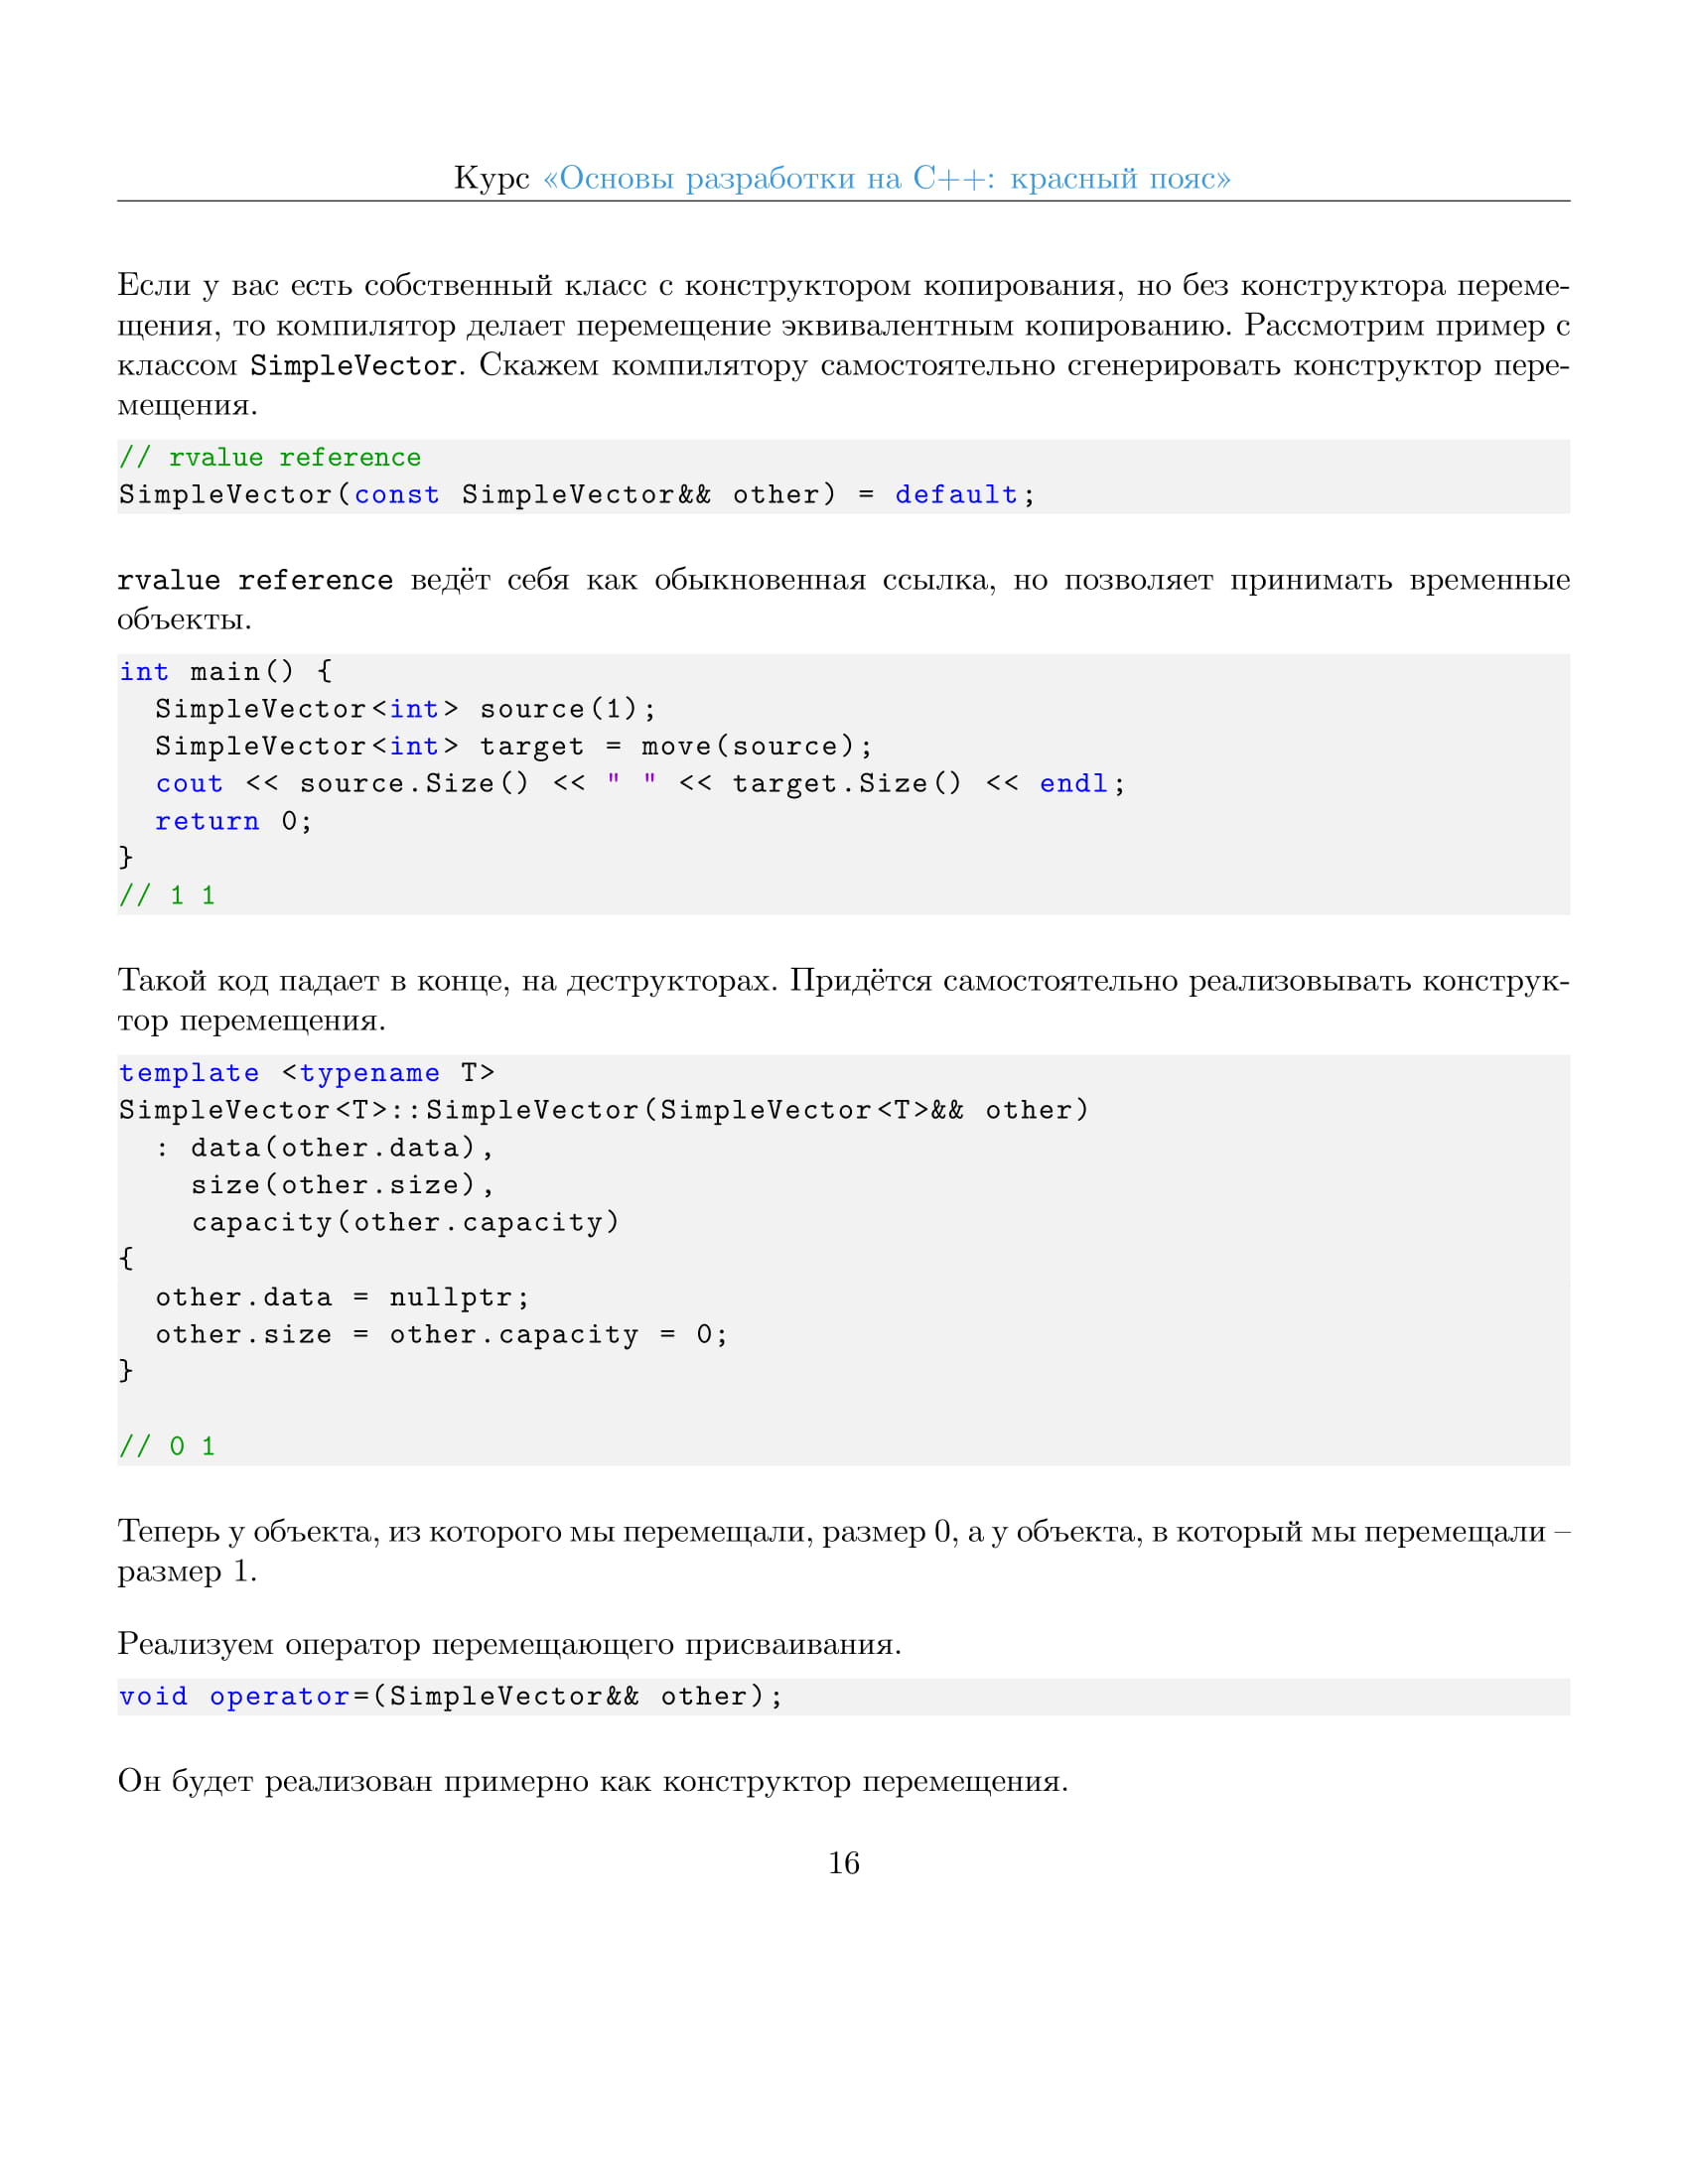 Курс «Основы разработки на C++: красный пояс»
Если у вас есть собственный класс с конструктором копирования, но без конструктора переме-
щения, то компилятор делает перемещение эквивалентным копированию. Рассмотрим пример с
классом SimpleVector. Скажем компилятору самостоятельно сгенерировать конструктор пере-
мещения.
// rvalue reference
SimpleVector(const SimpleVector&& other) = default;
rvalue reference ведёт себя как обыкновенная ссылка, но позволяет принимать временные
объекты.
int main() {
  SimpleVector<int> source(1);
  SimpleVector<int> target = move(source);
  cout << source.Size() << " " << target.Size() << endl;
  return 0;
}
// 1 1
Такой код падает в конце, на деструкторах. Придётся самостоятельно реализовывать конструк-
тор перемещения.
template <typename T>
SimpleVector<T>::SimpleVector(SimpleVector<T>&& other)
  : data(other.data),
    size(other.size),
    capacity(other.capacity)
{
  other.data = nullptr;
  other.size = other.capacity = 0;
}
// 0 1
Теперь у объекта, из которого мы перемещали, размер 0, а у объекта, в который мы перемещали –
размер 1.
Реализуем оператор перемещающего присваивания.
void operator=(SimpleVector&& other);
Он будет реализован примерно как конструктор перемещения.
16